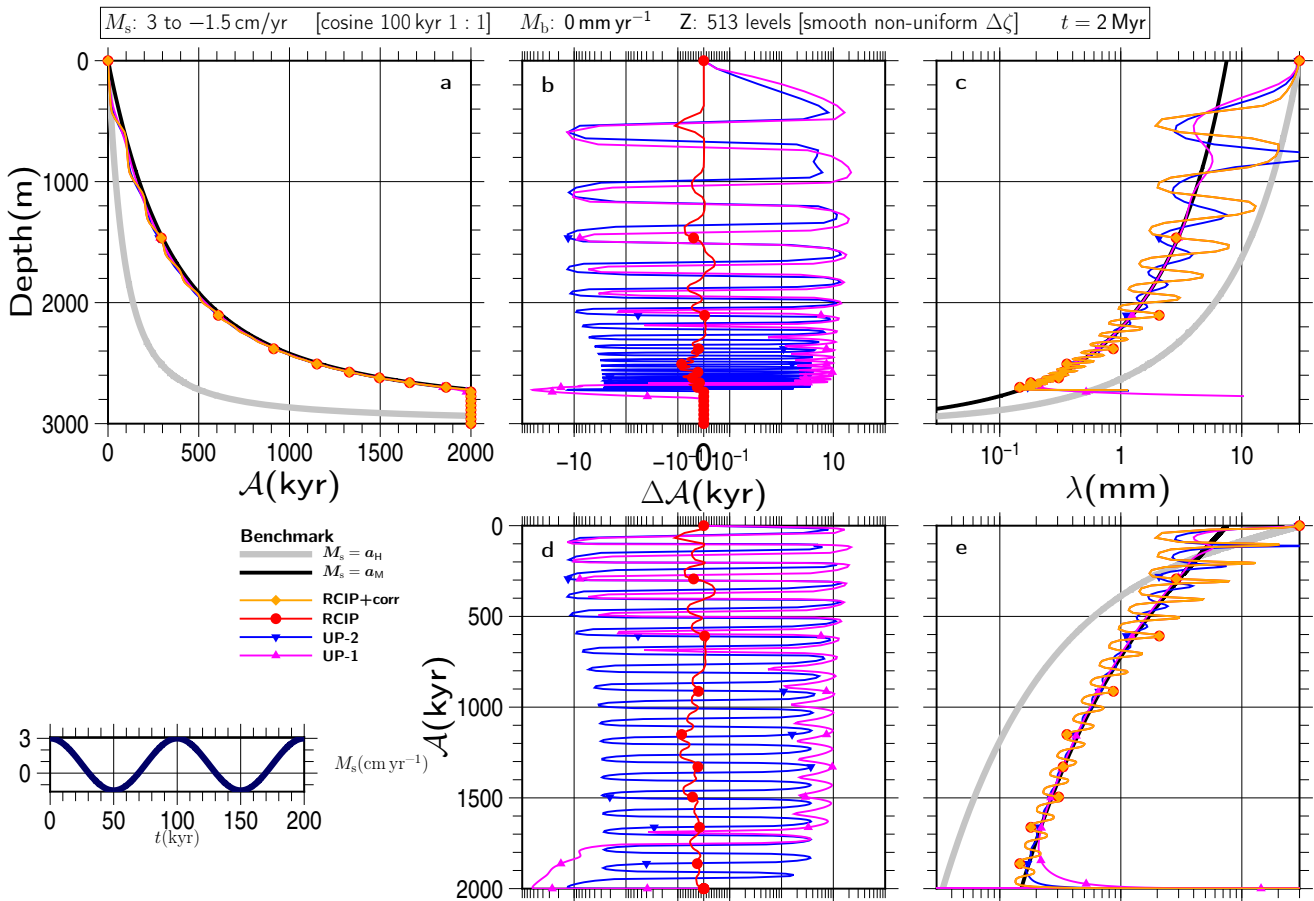 Mₛ: 3 to −1.5 cm/yr [cosine 100 kyr 1 : 1] M_b: 0 mm yr⁻¹ Z: 513 levels [smooth non-uniform Δζ] t = 2 Myr
a b c
0
1000
2000
3000
Depth(m)
0 500 1000 1500 2000
𝒜(kyr)
−10 −10⁻¹ 0 10⁻¹ 10
Δ𝒜(kyr)
10⁻¹ 1 10
λ(mm)
Benchmark
Mₛ = a_H
Mₛ = a_M
RCIP+corr
RCIP
UP-2
UP-1
d e
0
500
1000
1500
2000
𝒜(kyr)
3
0
Mₛ(cm yr⁻¹)
0 50 100 150 200
t(kyr)